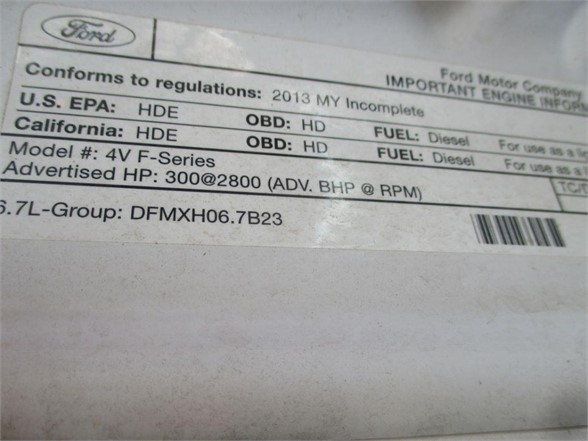 Ford
Ford Motor Company
IMPORTANT ENGINE INFOR
Conforms to regulations: 2013 MY Incomplete
U.S. EPA: HDE OBD: HD FUEL: Diesel For use as a
California: HDE OBD: HD FUEL: Diesel For use as a
Model #: 4V F-Series
Advertised HP: 300@2800 (ADV. BHP @ RPM)
6.7L-Group: DFMXH06.7B23